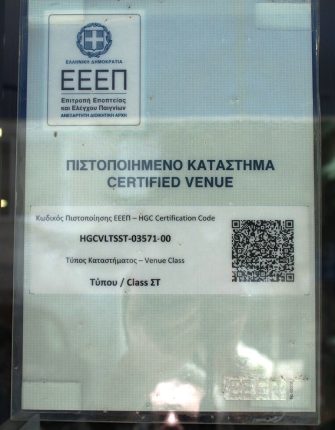 ΕΛΛΗΝΙΚΗ ΔΗΜΟΚΡΑΤΙΑ
ΕΕΕΠ
Επιτροπή Εποπτείας
και Ελέγχου Παιγνίων
ΑΝΕΞΑΡΤΗΤΗ ΔΙΟΙΚΗΤΙΚΗ ΑΡΧΗ
ΠΙΣΤΟΠΟΙΗΜΕΝΟ ΚΑΤΑΣΤΗΜΑ
CERTIFIED VENUE
Κωδικός Πιστοποίησης ΕΕΕΠ – HGC Certification Code
HGCVLTSST-03571-00
Τύπος Καταστήματος – Venue Class
Τύπου / Class ΣΤ